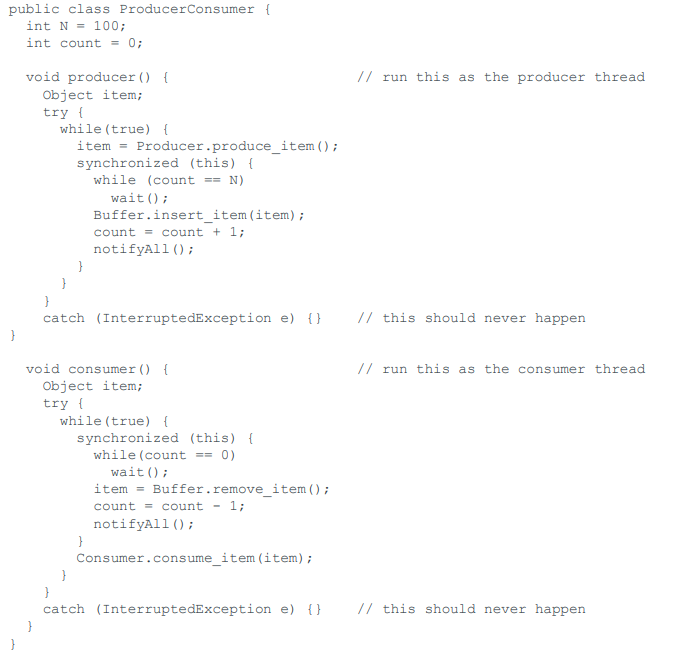 public class ProducerConsumer {
  int N = 100;
  int count = 0;

  void producer() {                      // run this as the producer thread
    Object item;
    try {
      while(true) {
        item = Producer.produce_item();
        synchronized (this) {
          while (count == N)
            wait();
          Buffer.insert_item(item);
          count = count + 1;
          notifyAll();
        }
      }
    }
    catch (InterruptedException e) {}    // this should never happen
}

  void consumer() {                      // run this as the consumer thread
    Object item;
    try {
      while(true) {
        synchronized (this) {
          while(count == 0)
            wait();
          item = Buffer.remove_item();
          count = count - 1;
          notifyAll();
        }
        Consumer.consume_item(item);
      }
    }
    catch (InterruptedException e) {}    // this should never happen
  }
}